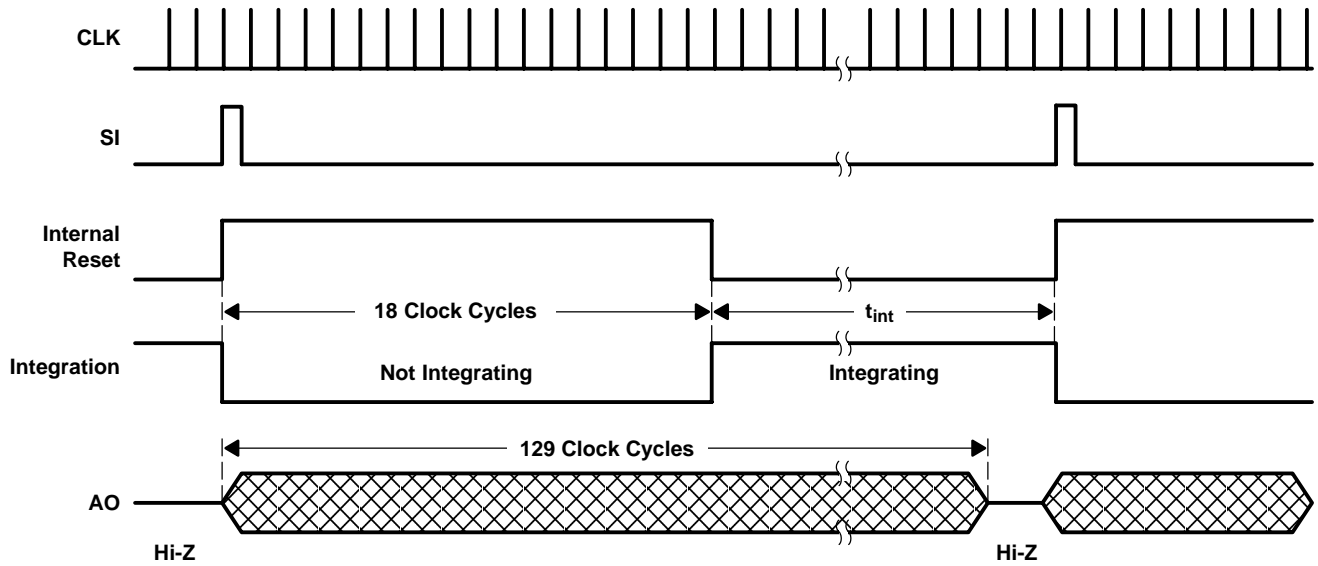 CLK
SI
Internal
Reset
18 Clock Cycles
tint
Integration
Not Integrating
Integrating
129 Clock Cycles
AO
Hi-Z
Hi-Z